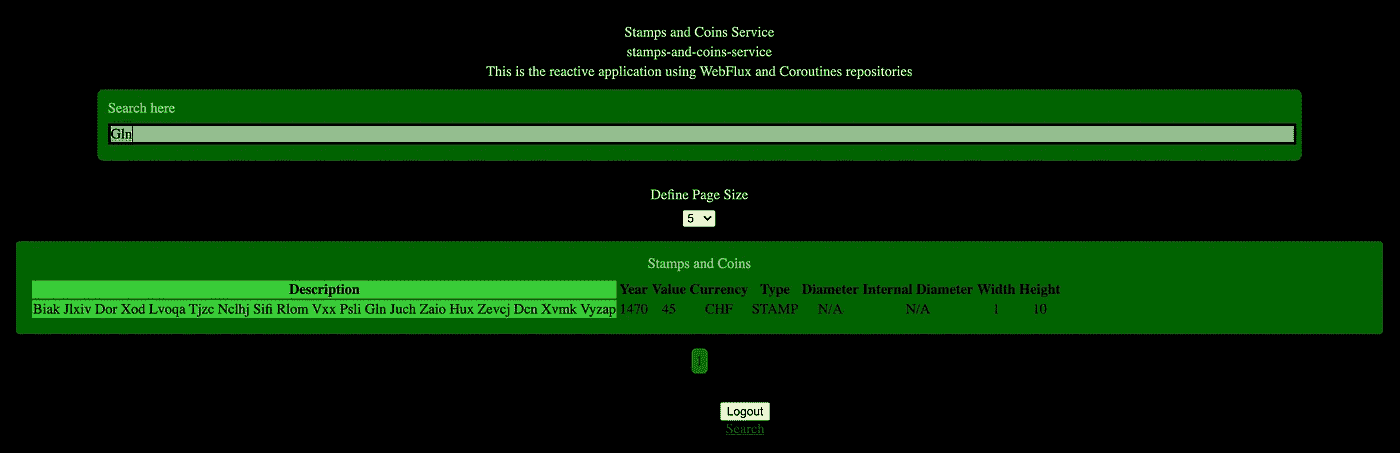 Stamps and Coins Service
stamps-and-coins-service
This is the reactive application using WebFlux and Coroutines repositories
Search here
Gln
Define Page Size
5
Stamps and Coins
Description Year Value Currency Type Diameter Internal Diameter Width Height
Biak Jlxiv Dor Xod Lvoqa Tjzc Nclhj Sifi Rlom Vxx Psli Gln Juch Zaio Hux Zevcj Dcn Xvmk Vyzap 1470 45 CHF STAMP N/A N/A 1 10
Logout
Search